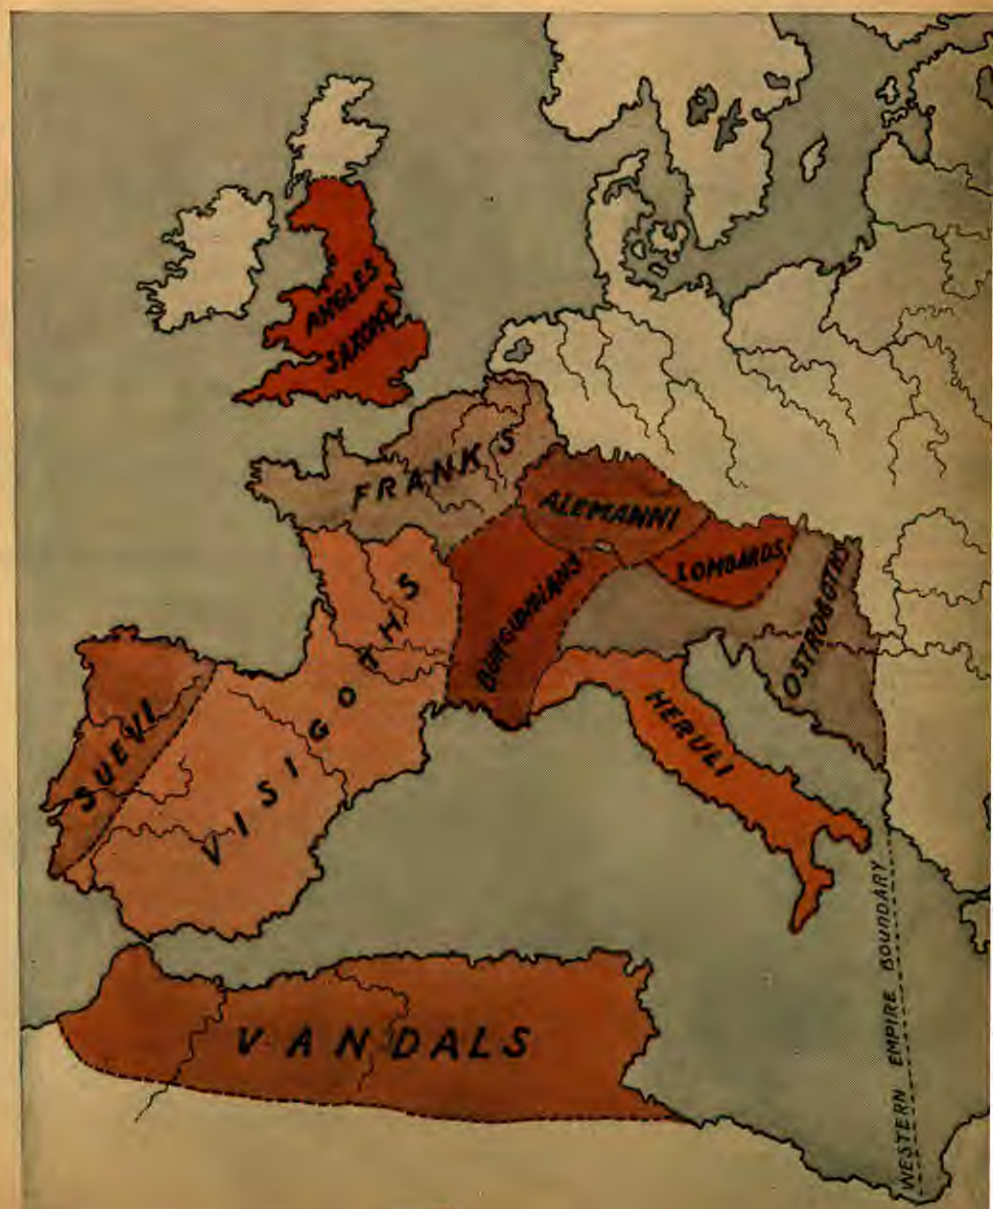 ANGLES
SAXONS
FRANKS
ALEMANNI
LOMBARDS
BURGUNDIANS
OSTROGOTHS
SUEVI
VISIGOTHS
HERULI
VANDALS
WESTERN EMPIRE BOUNDARY